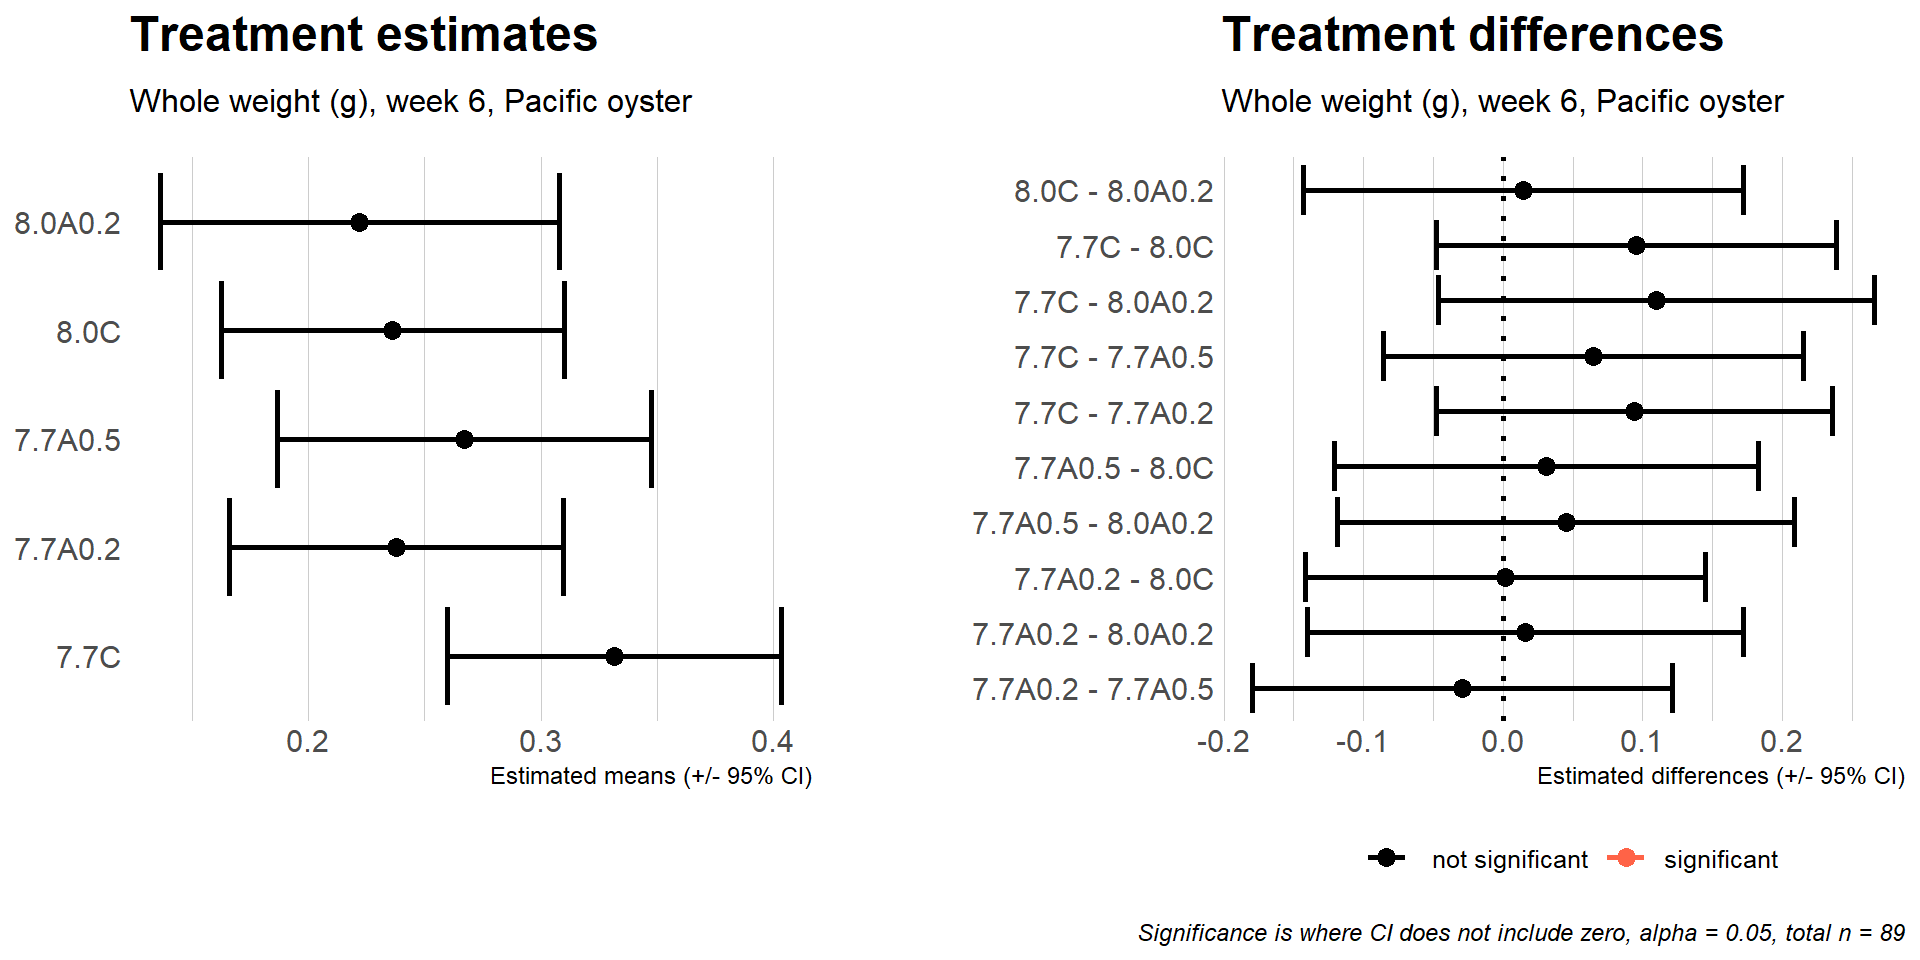 Treatment estimates
Whole weight (g), week 6, Pacific oyster
8.0A0.2
8.0C
7.7A0.5
7.7A0.2
7.7C
0.2 0.3 0.4
Estimated means (+/- 95% CI)
Treatment differences
Whole weight (g), week 6, Pacific oyster
8.0C - 8.0A0.2
7.7C - 8.0C
7.7C - 8.0A0.2
7.7C - 7.7A0.5
7.7C - 7.7A0.2
7.7A0.5 - 8.0C
7.7A0.5 - 8.0A0.2
7.7A0.2 - 8.0C
7.7A0.2 - 8.0A0.2
7.7A0.2 - 7.7A0.5
-0.2 -0.1 0.0 0.1 0.2
Estimated differences (+/- 95% CI)
not significant significant
Significance is where CI does not include zero, alpha = 0.05, total n = 89